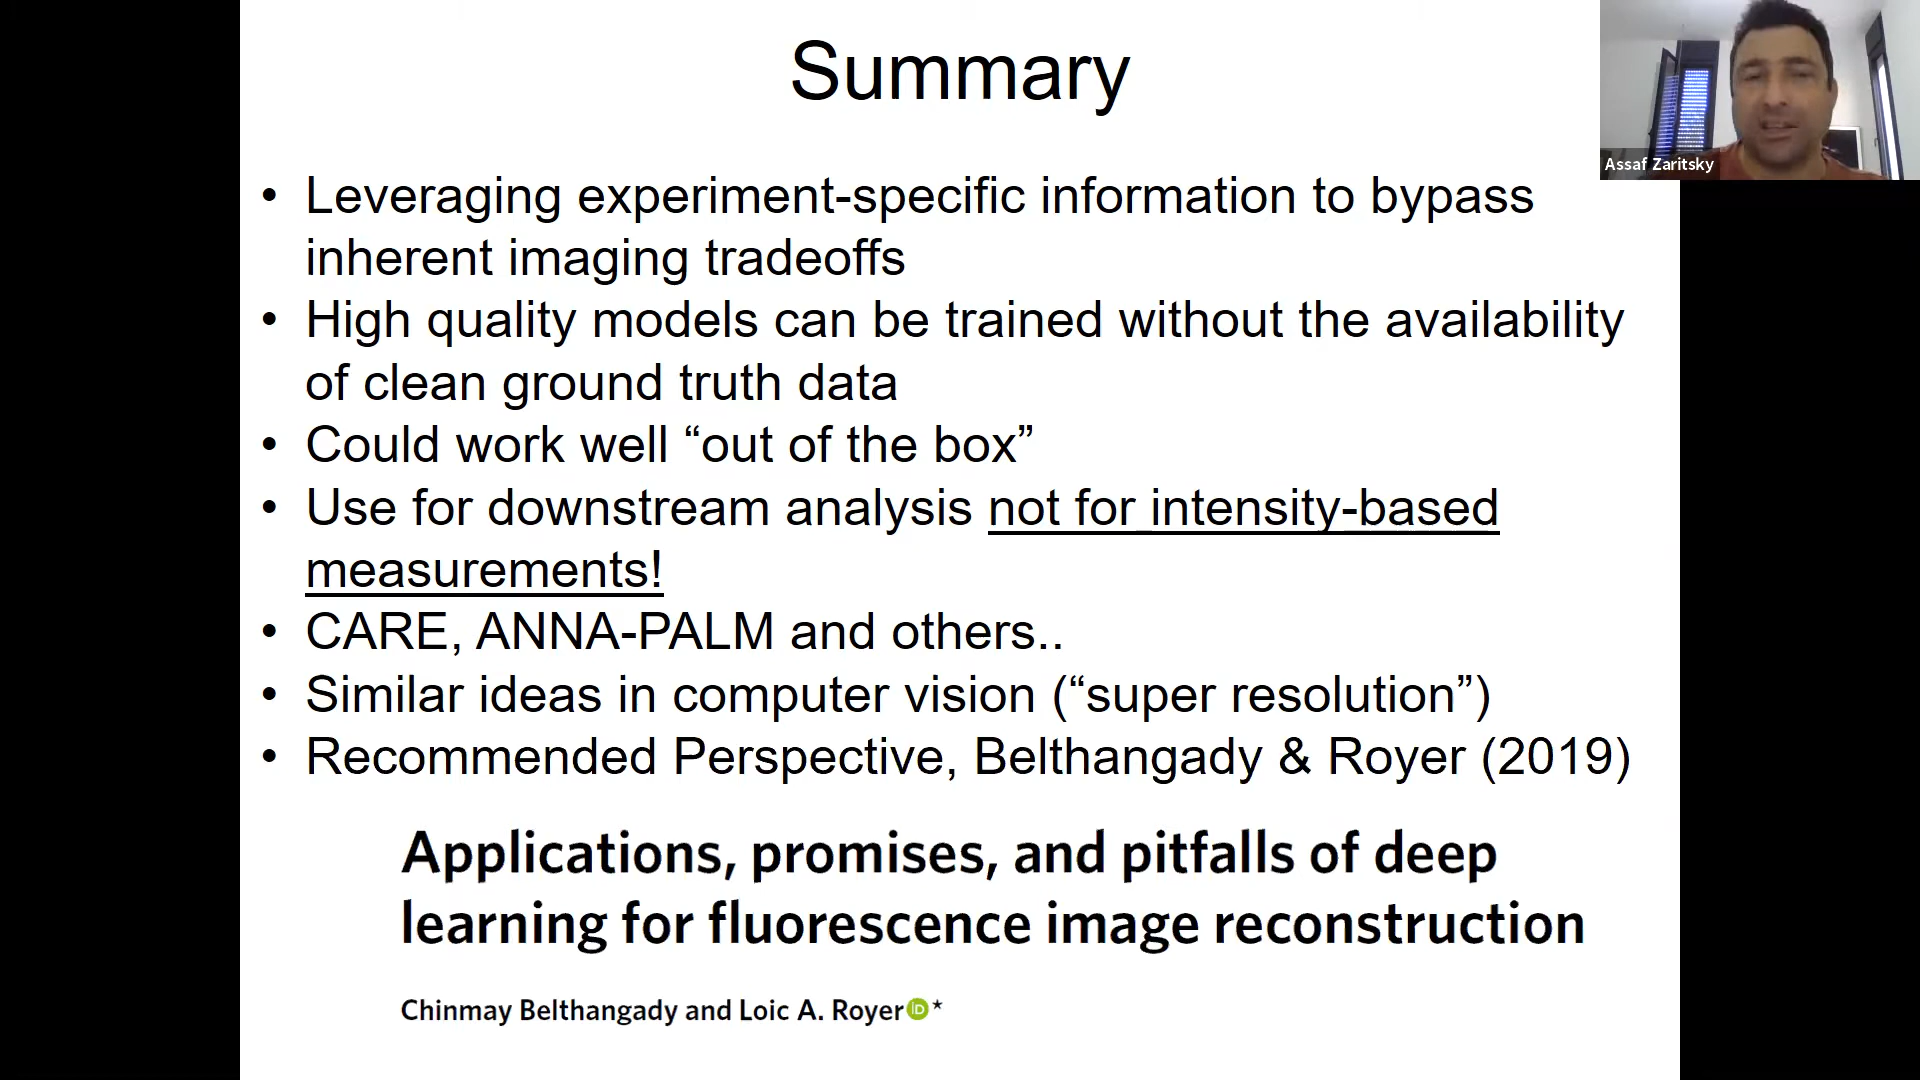 Summary
Assaf Zaritsky
• Leveraging experiment-specific information to bypass
inherent imaging tradeoffs
• High quality models can be trained without the availability
of clean ground truth data
• Could work well “out of the box”
• Use for downstream analysis not for intensity-based
measurements!
• CARE, ANNA-PALM and others..
• Similar ideas in computer vision (“super resolution”)
• Recommended Perspective, Belthangady & Royer (2019)
Applications, promises, and pitfalls of deep
learning for fluorescence image reconstruction
Chinmay Belthangady and Loic A. Royer iD *